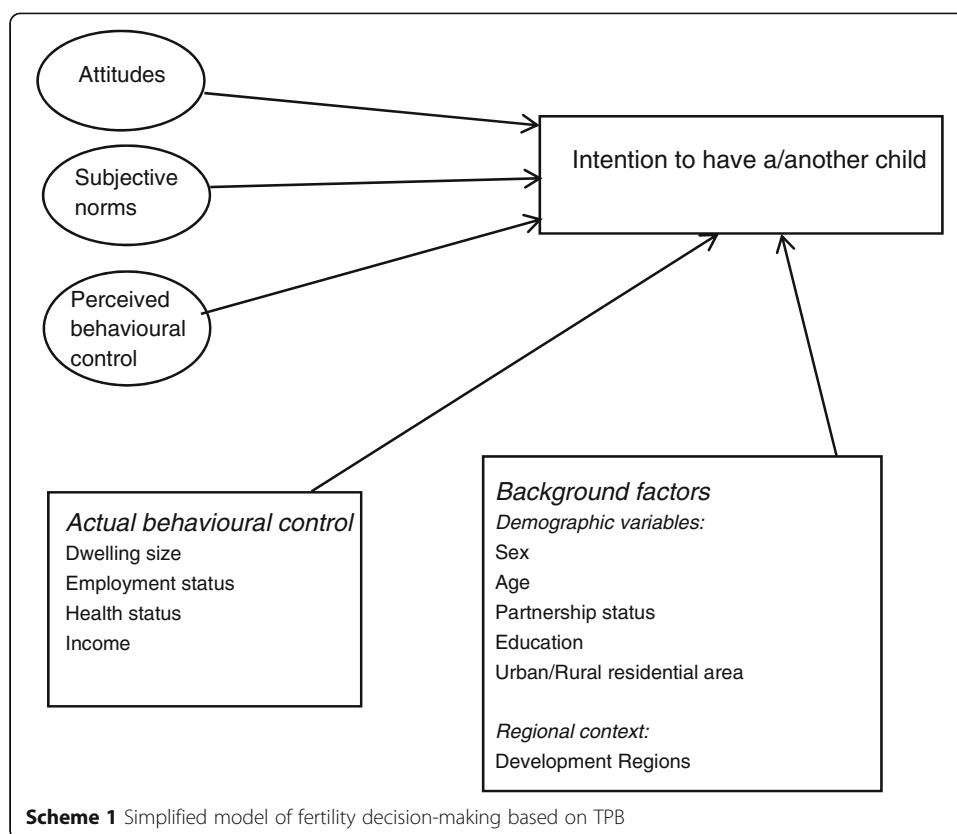 Attitudes
Intention to have a/another child
Subjective
norms
Perceived
behavioural
control
Actual behavioural control
Dwelling size
Employment status
Health status
Income
Background factors
Demographic variables:
Sex
Age
Partnership status
Education
Urban/Rural residential area
Regional context:
Development Regions
Scheme 1 Simplified model of fertility decision-making based on TPB